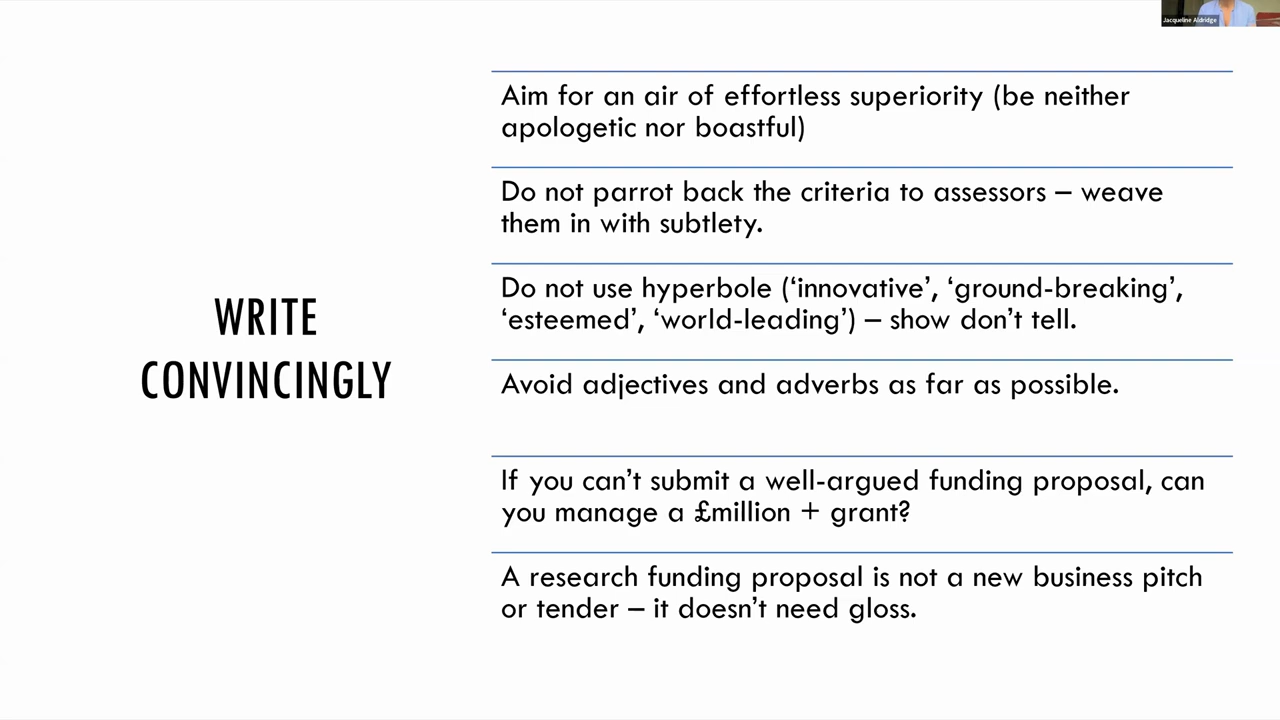 Jacqueline Aldridge
Aim for an air of effortless superiority (be neither
apologetic nor boastful)
Do not parrot back the criteria to assessors – weave
them in with subtlety.
Do not use hyperbole (‘innovative’, ‘ground-breaking’,
‘esteemed’, ‘world-leading’) – show don’t tell.
WRITE
CONVINCINGLY
Avoid adjectives and adverbs as far as possible.
If you can’t submit a well-argued funding proposal, can
you manage a £million + grant?
A research funding proposal is not a new business pitch
or tender – it doesn’t need gloss.